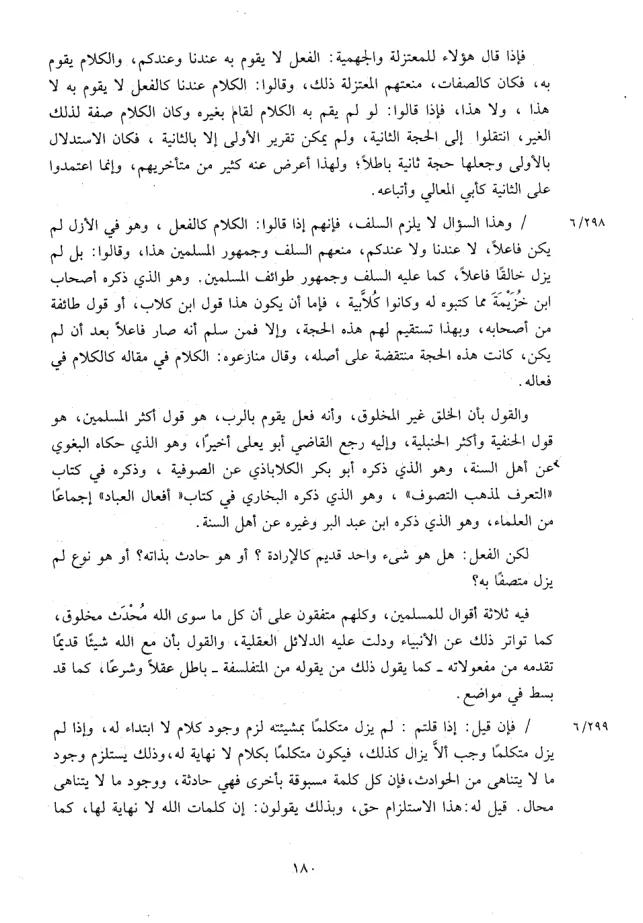 فإذا قال هؤلاء للمعتزلة والجهمية: الفعل لا يقوم به عندنا وعندكم، والكلام يقوم
به، فكان كالصفات، منعتهم المعتزلة ذلك، وقالوا: الكلام عندنا كالفعل لا يقوم به لا
هذا ، ولا هذا، فإذا قالوا: لو لم يقم به الكلام لقام بغيره وكان الكلام صفة لذلك
الغير، انتقلوا إلى الحجة الثانية، ولم يمكن تقرير الأولى إلا بالثانية ، فكان الاستدلال
بالأولى وجعلها حجة ثانية باطلاً؛ ولهذا أعرض عنه كثير من متأخريهم، وإنما اعتمدوا
على الثانية كأبي المعالي وأتباعه.
٦/٢٩٨ / وهذا السؤال لا يلزم السلف، فإنهم إذا قالوا: الكلام كالفعل ، وهو في الأزل لم
يكن فاعلاً، لا عندنا ولا عندكم، منعهم السلف وجمهور المسلمين هذا، وقالوا: بل لم
يزل خالقًا فاعلاً، كما عليه السلف وجمهور طوائف المسلمين. وهو الذي ذكره أصحاب
ابن خُزَيْمَة مما كتبوه له وكانوا كُلاَّبية ، فإما أن يكون هذا قول ابن كلاب، أو قول طائفة
من أصحابه، وبهذا تستقيم لهم هذه الحجة، وإلا فمن سلم أنه صار فاعلاً بعد أن لم
يكن، كانت هذه الحجة منتقضة على أصله، وقال منازعوه: الكلام في مقاله كالكلام في
فعاله.
والقول بأن الخلق غير المخلوق، وأنه فعل يقوم بالرب، هو قول أكثر المسلمين، هو
قول الحنفية وأكثر الحنبلية، وإليه رجع القاضي أبو يعلى أخيرًا، وهو الذي حكاه البغوي
عن أهل السنة، وهو الذي ذكره أبو بكر الكلاباذي عن الصوفية ، وذكره في كتاب
«التعرف لمذهب التصوف» ، وهو الذي ذكره البخاري في كتاب« أفعال العباد» إجماعًا
من العلماء، وهو الذي ذكره ابن عبد البر وغيره عن أهل السنة.
لكن الفعل: هل هو شىء واحد قديم كالإرادة ؟ أو هو حادث بذاته؟ أو هو نوع لم
يزل متصفًا به؟
فيه ثلاثة أقوال للمسلمين، وكلهم متفقون على أن كل ما سوى الله مُحْدَث مخلوق،
كما تواتر ذلك عن الأنبياء ودلت عليه الدلائل العقلية، والقول بأن مع الله شيئًا قديمًا
تقدمه من مفعولاته ـ كما يقول ذلك من يقوله من المتفلسفة ـ باطل عقلاً وشرعًا، كما قد
بسط في مواضع.
٦/٢٩٩ / فإن قيل: إذا قلتم : لم يزل متكلمًا بمشيئته لزم وجود كلام لا ابتداء له، وإذا لم
يزل متكلمًا وجب ألاَّ يزال كذلك، فيكون متكلمًا بكلام لا نهاية له،وذلك يستلزم وجود
ما لا يتناهى من الحوادث،فإن كل كلمة مسبوقة بأخرى فهي حادثة، ووجود ما لا يتناهى
محال. قيل له:هذا الاستلزام حق، وبذلك يقولون: إن كلمات الله لا نهاية لها، كما
١٨٠